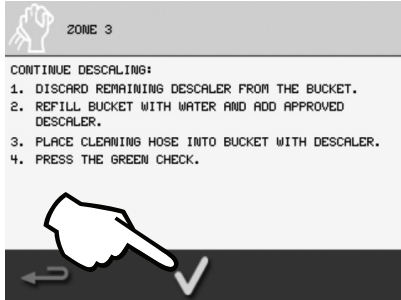 ZONE 3
CONTINUE DESCALING:
1. DISCARD REMAINING DESCALER FROM THE BUCKET.
2. REFILL BUCKET WITH WATER AND ADD APPROVED
DESCALER.
3. PLACE CLEANING HOSE INTO BUCKET WITH DESCALER.
4. PRESS THE GREEN CHECK.